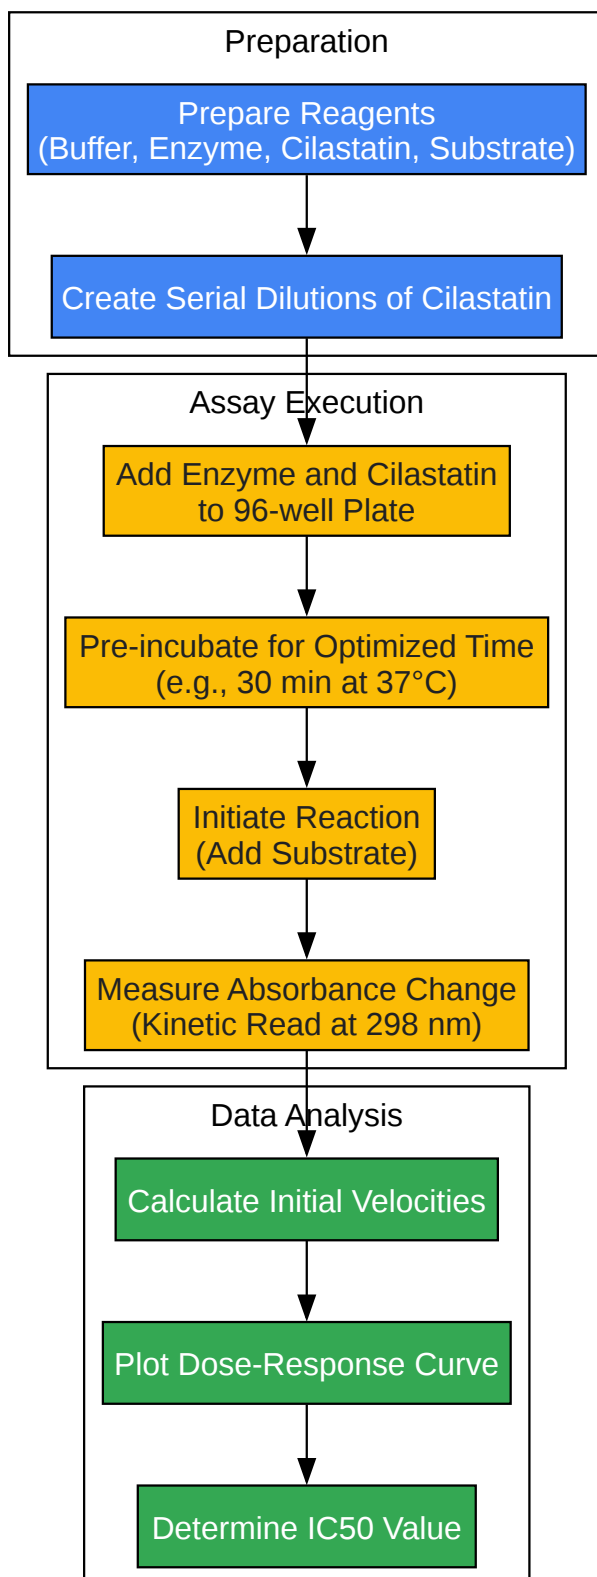 Preparation
Prepare Reagents
(Buffer, Enzyme, Cilastatin, Substrate)
Create Serial Dilutions of Cilastatin
Assay Execution
Add Enzyme and Cilastatin
to 96-well Plate
Pre-incubate for Optimized Time
(e.g., 30 min at 37°C)
Initiate Reaction
(Add Substrate)
Measure Absorbance Change
(Kinetic Read at 298 nm)
Data Analysis
Calculate Initial Velocities
Plot Dose-Response Curve
Determine IC50 Value